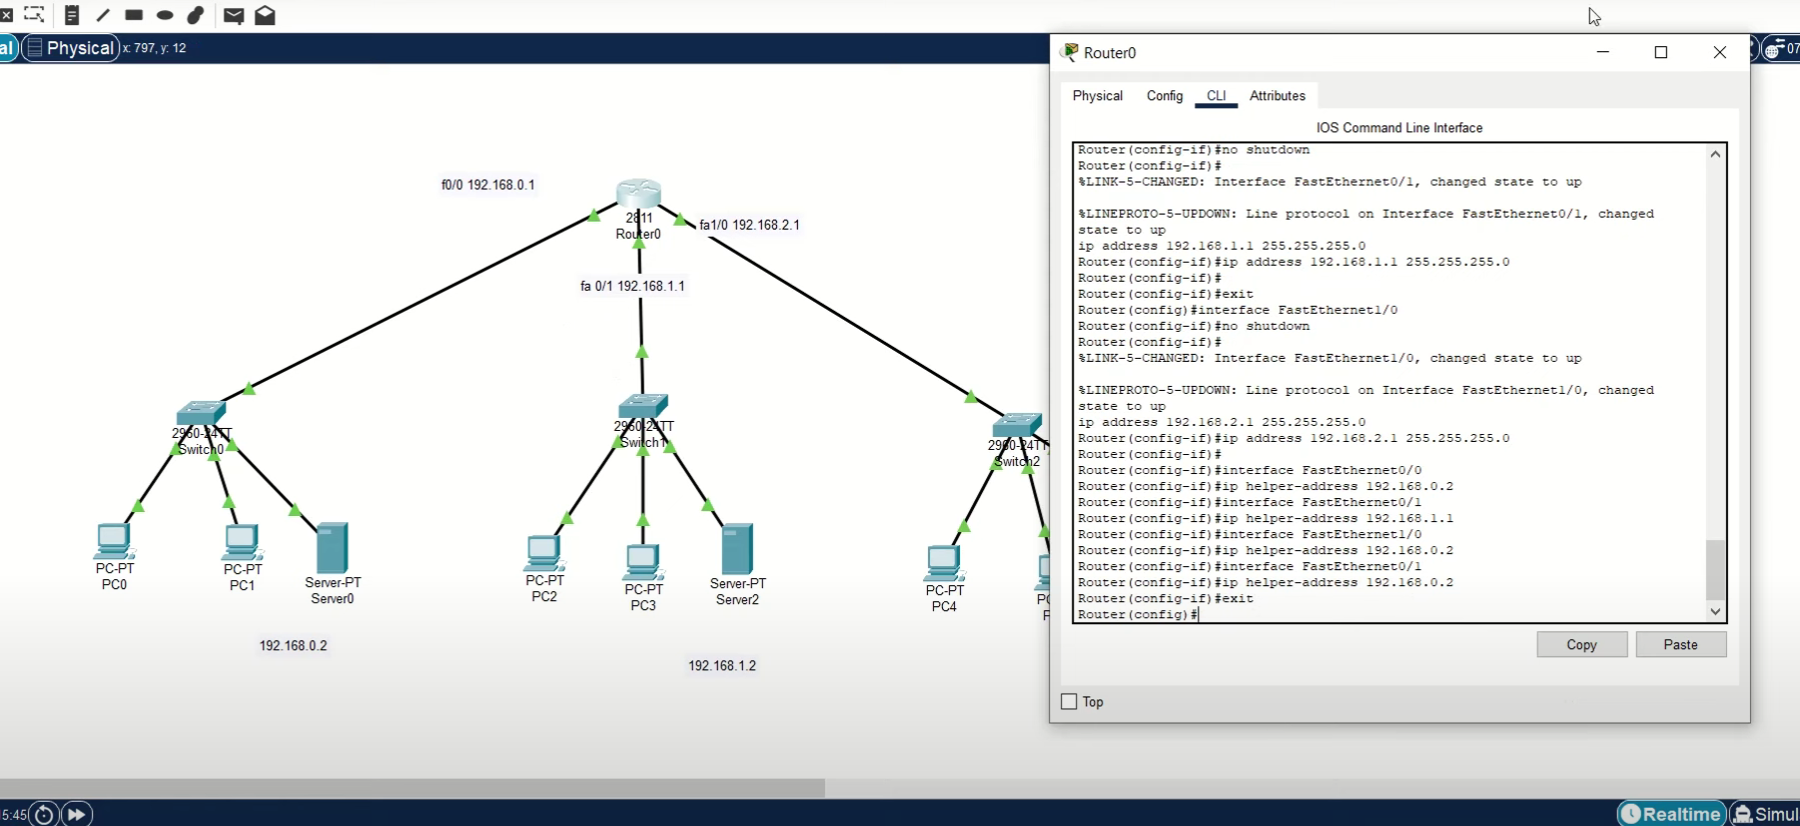 al
Physical
x: 797, y: 12
f0/0 192.168.0.1
2811
Router0
fa1/0 192.168.2.1
fa 0/1 192.168.1.1
2960-24TT
Switch0
2960-24TT
Switch1
2960-24TT
Switch2
PC-PT
PC0
PC-PT
PC1
Server-PT
Server0
PC-PT
PC2
PC-PT
PC3
Server-PT
Server2
PC-PT
PC4
192.168.0.2
192.168.1.2
Router0
07
Physical Config CLI Attributes
IOS Command Line Interface
Router(config-if)#no shutdown
Router(config-if)#
%LINK-5-CHANGED: Interface FastEthernet0/1, changed state to up
%LINEPROTO-5-UPDOWN: Line protocol on Interface FastEthernet0/1, changed
state to up
ip address 192.168.1.1 255.255.255.0
Router(config-if)#ip address 192.168.1.1 255.255.255.0
Router(config-if)#
Router(config-if)#exit
Router(config)#interface FastEthernet1/0
Router(config-if)#no shutdown
Router(config-if)#
%LINK-5-CHANGED: Interface FastEthernet1/0, changed state to up
%LINEPROTO-5-UPDOWN: Line protocol on Interface FastEthernet1/0, changed
state to up
ip address 192.168.2.1 255.255.255.0
Router(config-if)#ip address 192.168.2.1 255.255.255.0
Router(config-if)#
Router(config-if)#interface FastEthernet0/0
Router(config-if)#ip helper-address 192.168.0.2
Router(config-if)#interface FastEthernet0/1
Router(config-if)#ip helper-address 192.168.1.1
Router(config-if)#interface FastEthernet1/0
Router(config-if)#ip helper-address 192.168.0.2
Router(config-if)#interface FastEthernet0/1
Router(config-if)#ip helper-address 192.168.0.2
Router(config-if)#exit
Router(config)#
Copy Paste
Top
5:45
Realtime
Simul